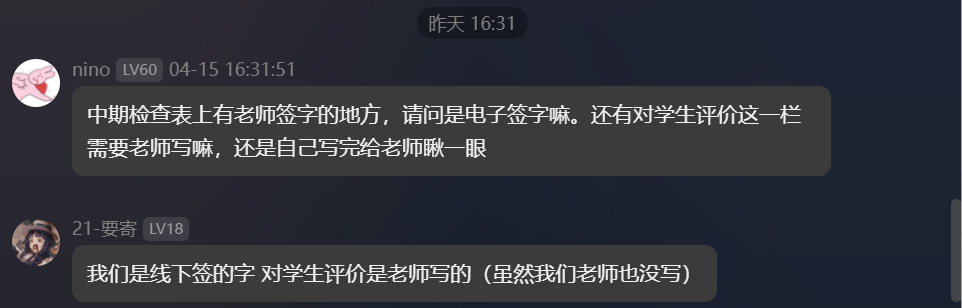 昨天 16:31
nino LV60 04-15 16:31:51
中期检查表上有老师签字的地方，请问是电子签字嘛。还有对学生评价这一栏
需要老师写嘛，还是自己写完给老师瞅一眼
21-要寄 LV18
我们是线下签的字 对学生评价是老师写的（虽然我们老师也没写）